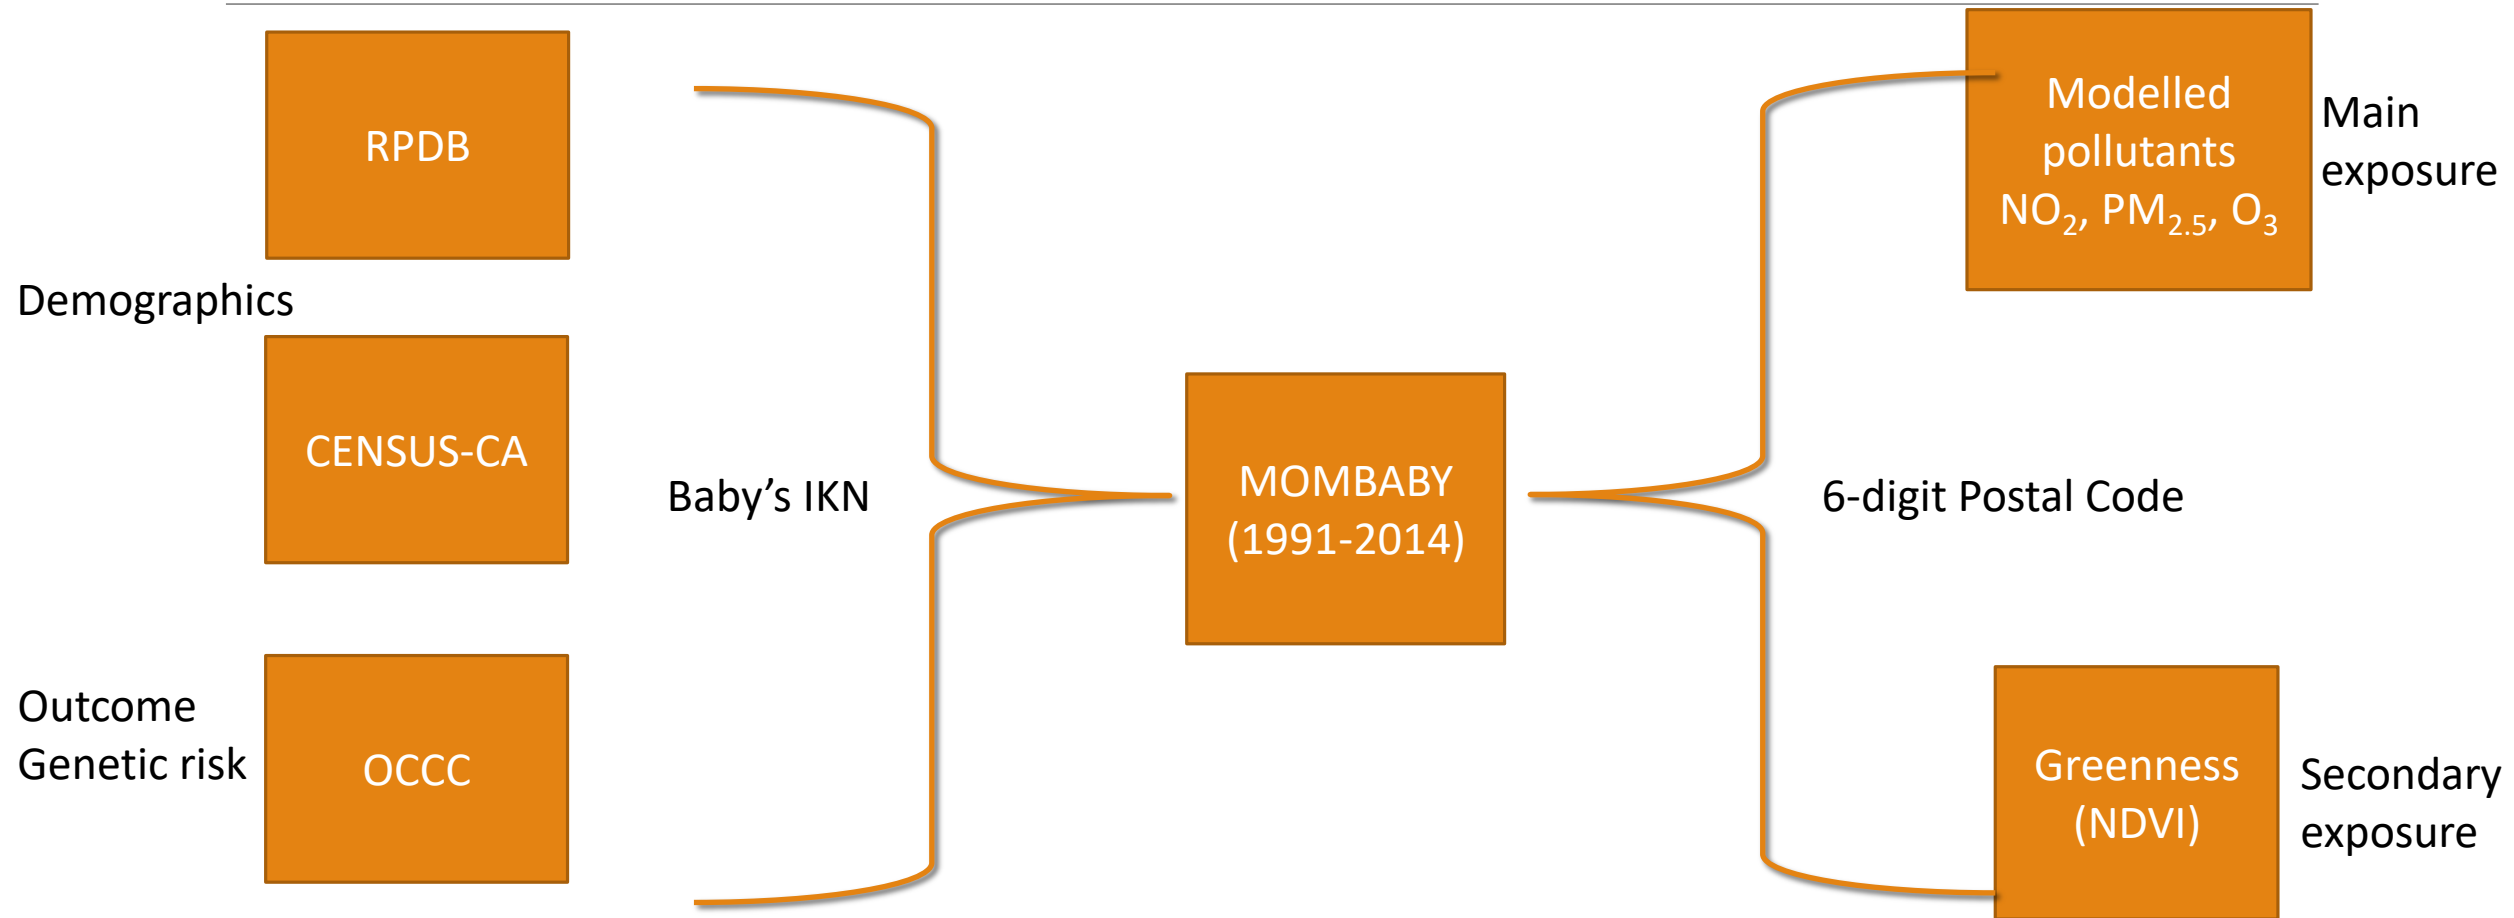 RPDB
Demographics
CENSUS-CA
Outcome
Genetic risk
OCCC
Baby’s IKN
MOMBABY
(1991-2014)
6-digit Postal Code
Modelled
pollutants
NO₂, PM₂.₅, O₃
Main
exposure
Greenness
(NDVI)
Secondary
exposure